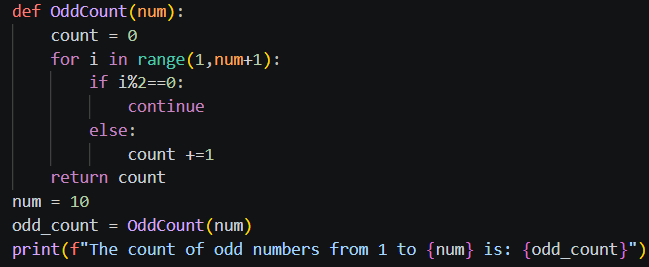 def OddCount(num):
    count = 0
    for i in range(1,num+1):
        if i%2==0:
            continue
        else:
            count +=1
    return count
num = 10
odd_count = OddCount(num)
print(f"The count of odd numbers from 1 to {num} is: {odd_count}")